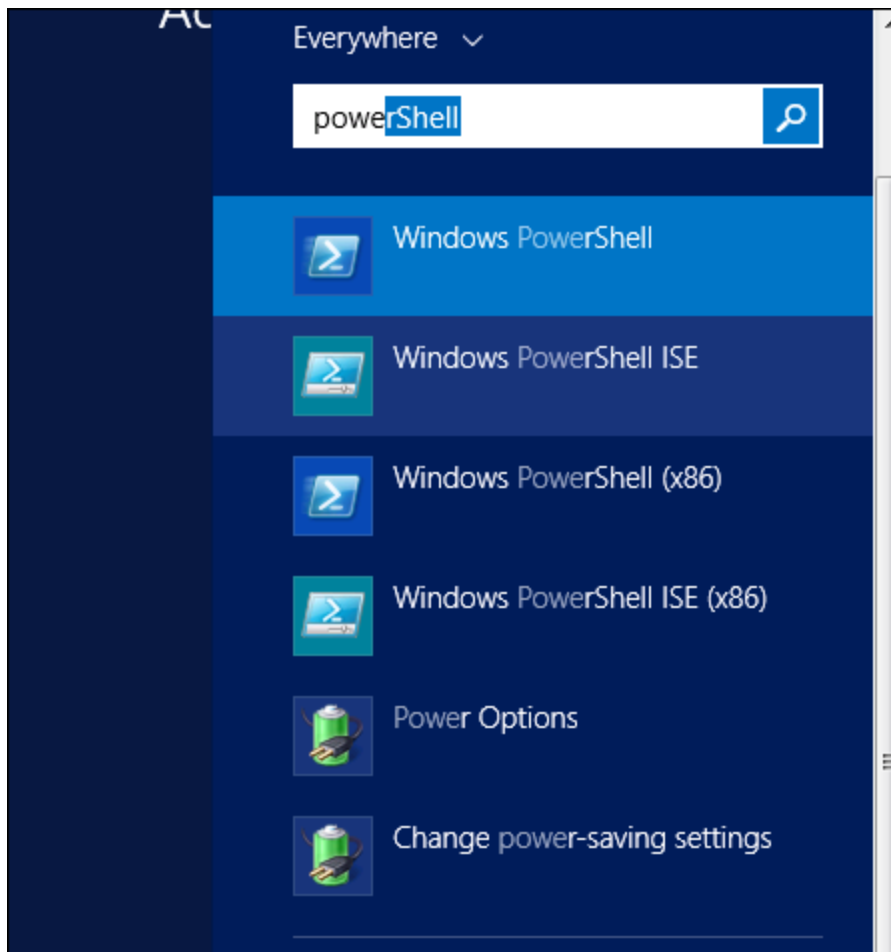 Everywhere
powerShell
Windows PowerShell
Windows PowerShell ISE
Windows PowerShell (x86)
Windows PowerShell ISE (x86)
Power Options
Change power-saving settings